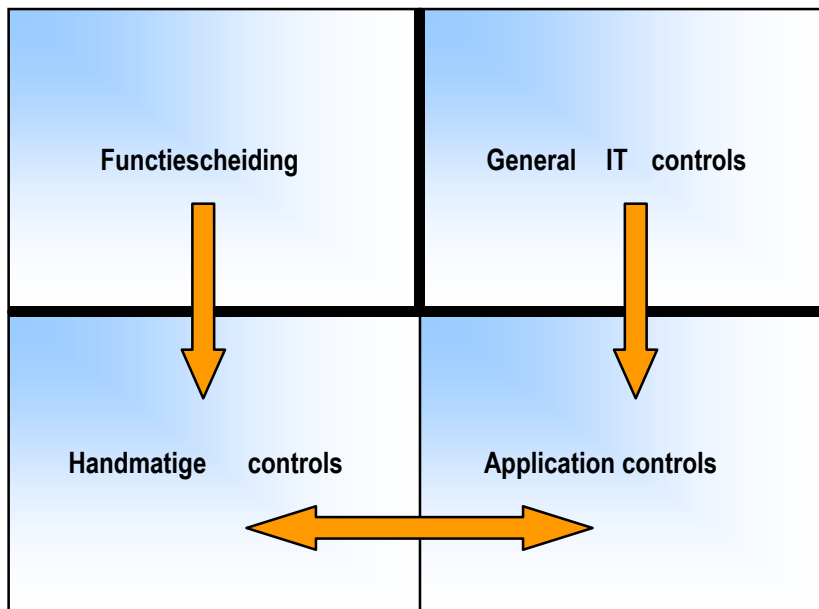 Functiescheiding
General IT controls
Handmatige controls
Application controls